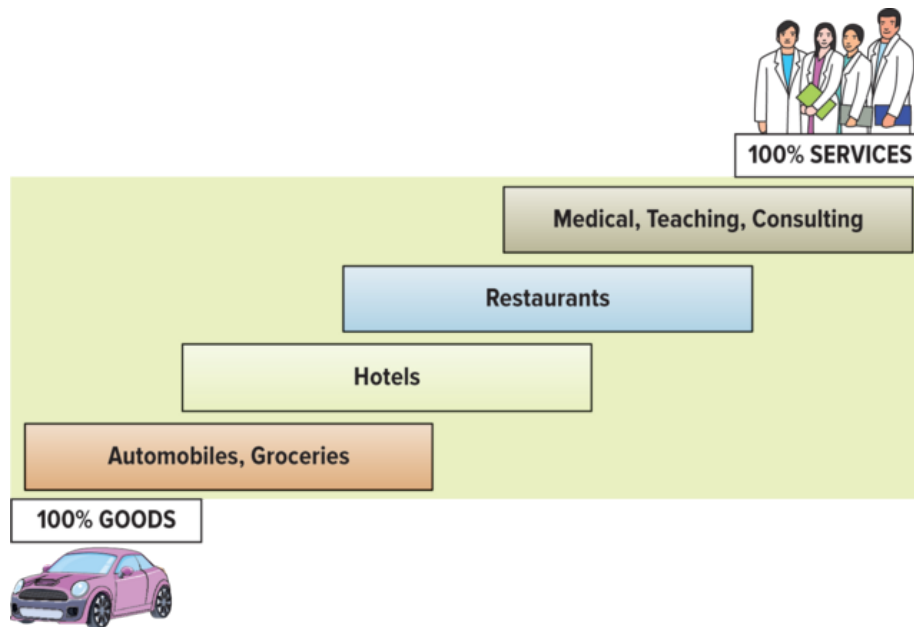 100% SERVICES
Medical, Teaching, Consulting
Restaurants
Hotels
Automobiles, Groceries
100% GOODS